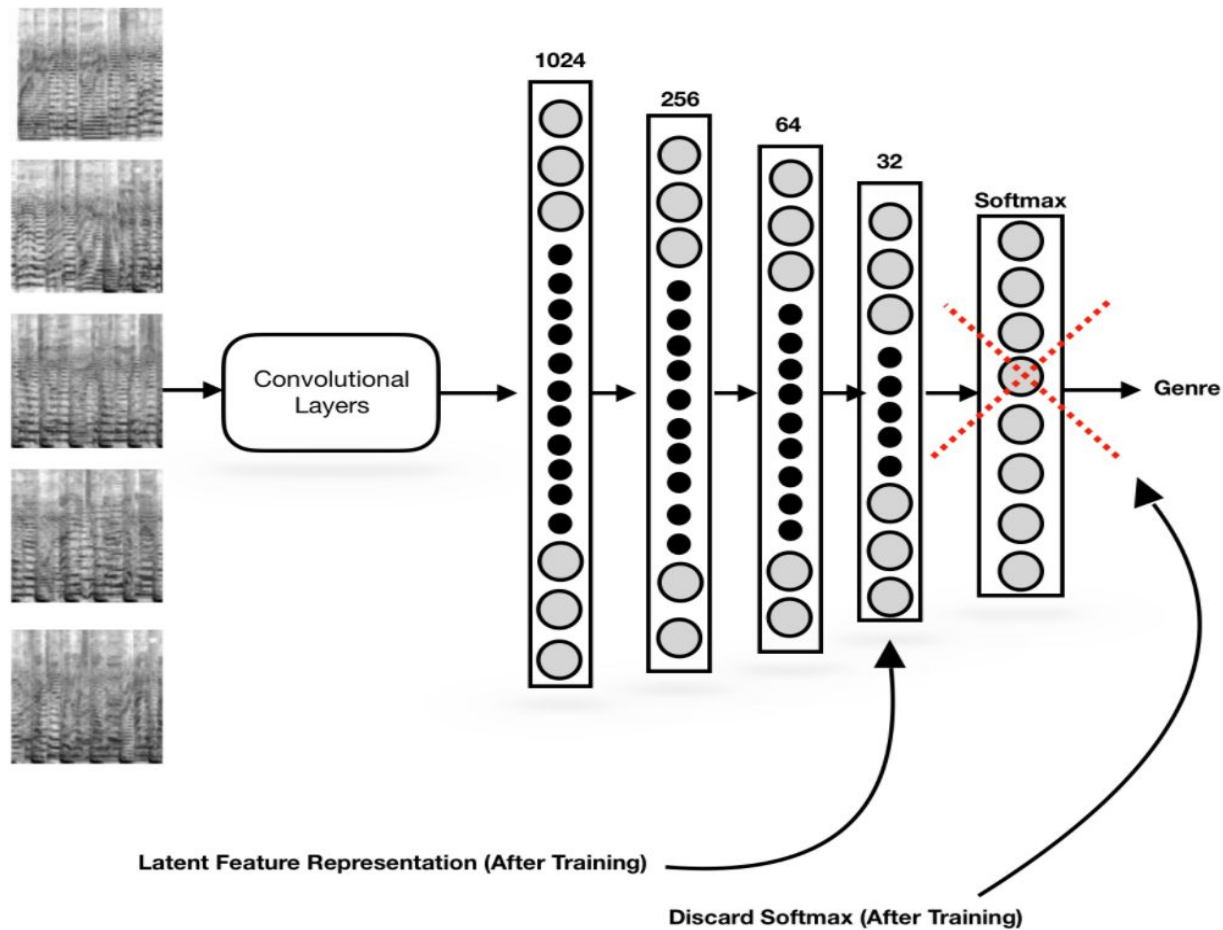 1024
256
64
32
Softmax
Convolutional
Layers
Genre
Latent Feature Representation (After Training)
Discard Softmax (After Training)